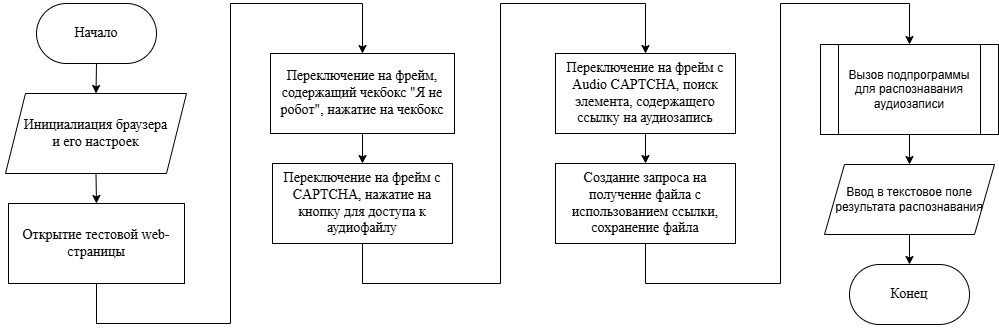 Начало
Инициалиация браузера
и его настроек
Открытие тестовой web-
страницы
Переключение на фрейм,
содержащий чекбокс "Я не
робот", нажатие на чекбокс
Переключение на фрейм с
CAPTCHA, нажатие на
кнопку для доступа к
аудиофайлу
Переключение на фрейм с
Audio CAPTCHA, поиск
элемента, содержащего
ссылку на аудиозапись
Создание запроса на
получение файла с
использованием ссылки,
сохранение файла
Вызов подпрограммы
для распознавания
аудиозаписи
Ввод в текстовое поле
результата распознавания
Конец